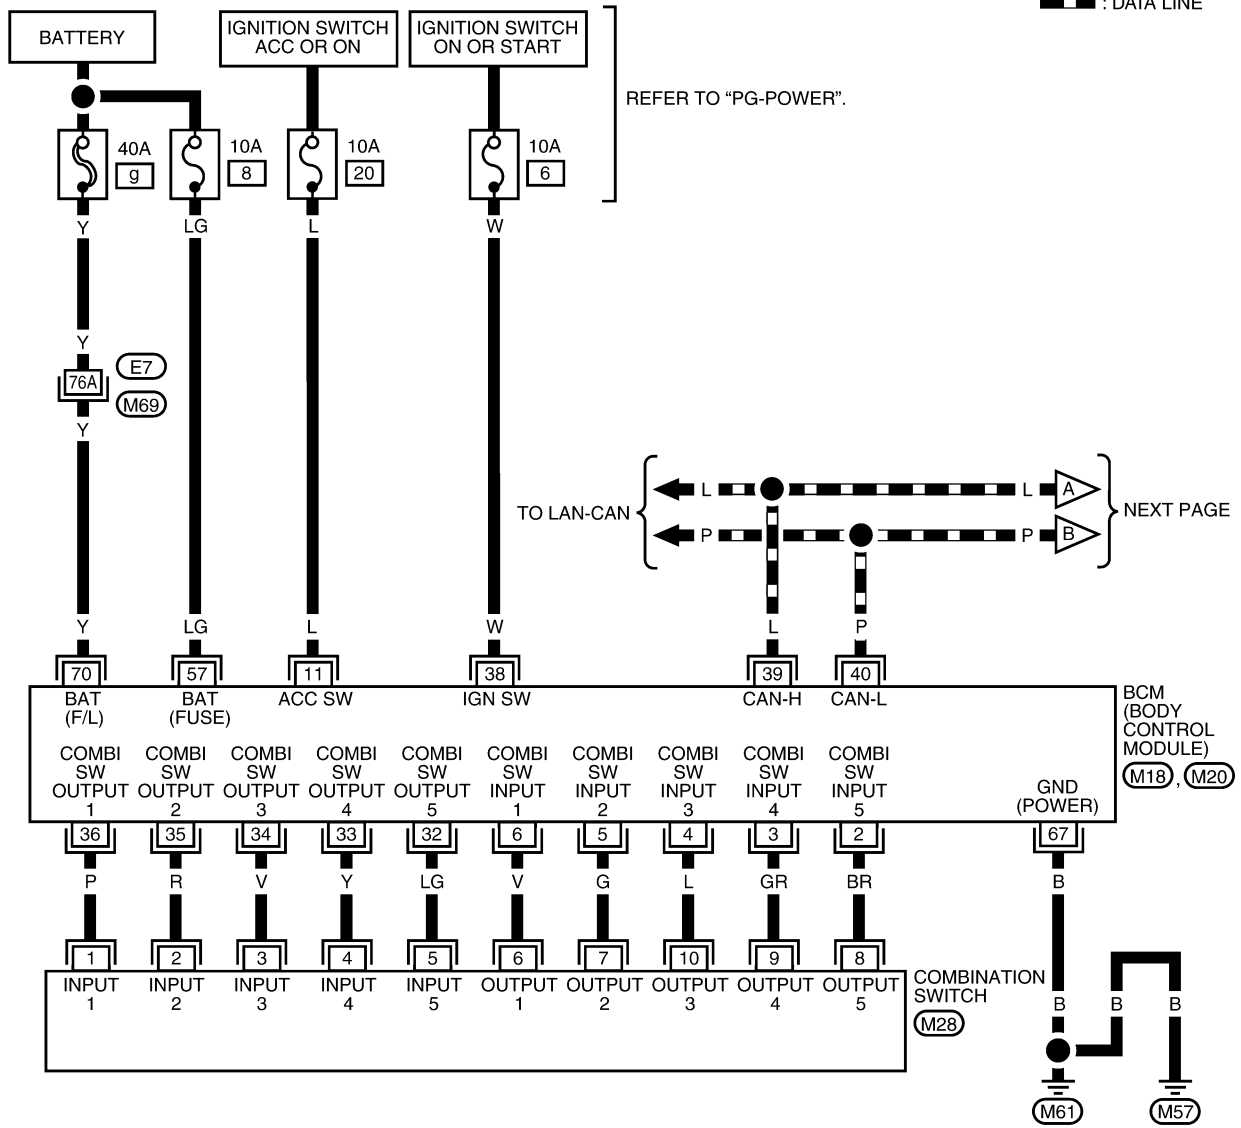 : DATA LINE
BATTERY
IGNITION SWITCH
ACC OR ON
IGNITION SWITCH
ON OR START
REFER TO “PG-POWER”.
40A
g
10A
8
10A
20
10A
6
Y LG L W
Y
76A
E7
M69
Y
TO LAN-CAN
L L A
P P B
NEXT PAGE
Y LG L W L P
70 57 11 38 39 40
BAT
(F/L)
BAT
(FUSE)
ACC SW
IGN SW
CAN-H
CAN-L
BCM
(BODY
CONTROL
MODULE)
M18 , M20
COMBI
SW
OUTPUT
1
COMBI
SW
OUTPUT
2
COMBI
SW
OUTPUT
3
COMBI
SW
OUTPUT
4
COMBI
SW
OUTPUT
5
COMBI
SW
INPUT
1
COMBI
SW
INPUT
2
COMBI
SW
INPUT
3
COMBI
SW
INPUT
4
COMBI
SW
INPUT
5
GND
(POWER)
36 35 34 33 32 6 5 4 3 2 67
P R V Y LG V G L GR BR B
1 2 3 4 5 6 7 10 9 8
INPUT
1
INPUT
2
INPUT
3
INPUT
4
INPUT
5
OUTPUT
1
OUTPUT
2
OUTPUT
3
OUTPUT
4
OUTPUT
5
COMBINATION
SWITCH
M28
B B B
M61 M57